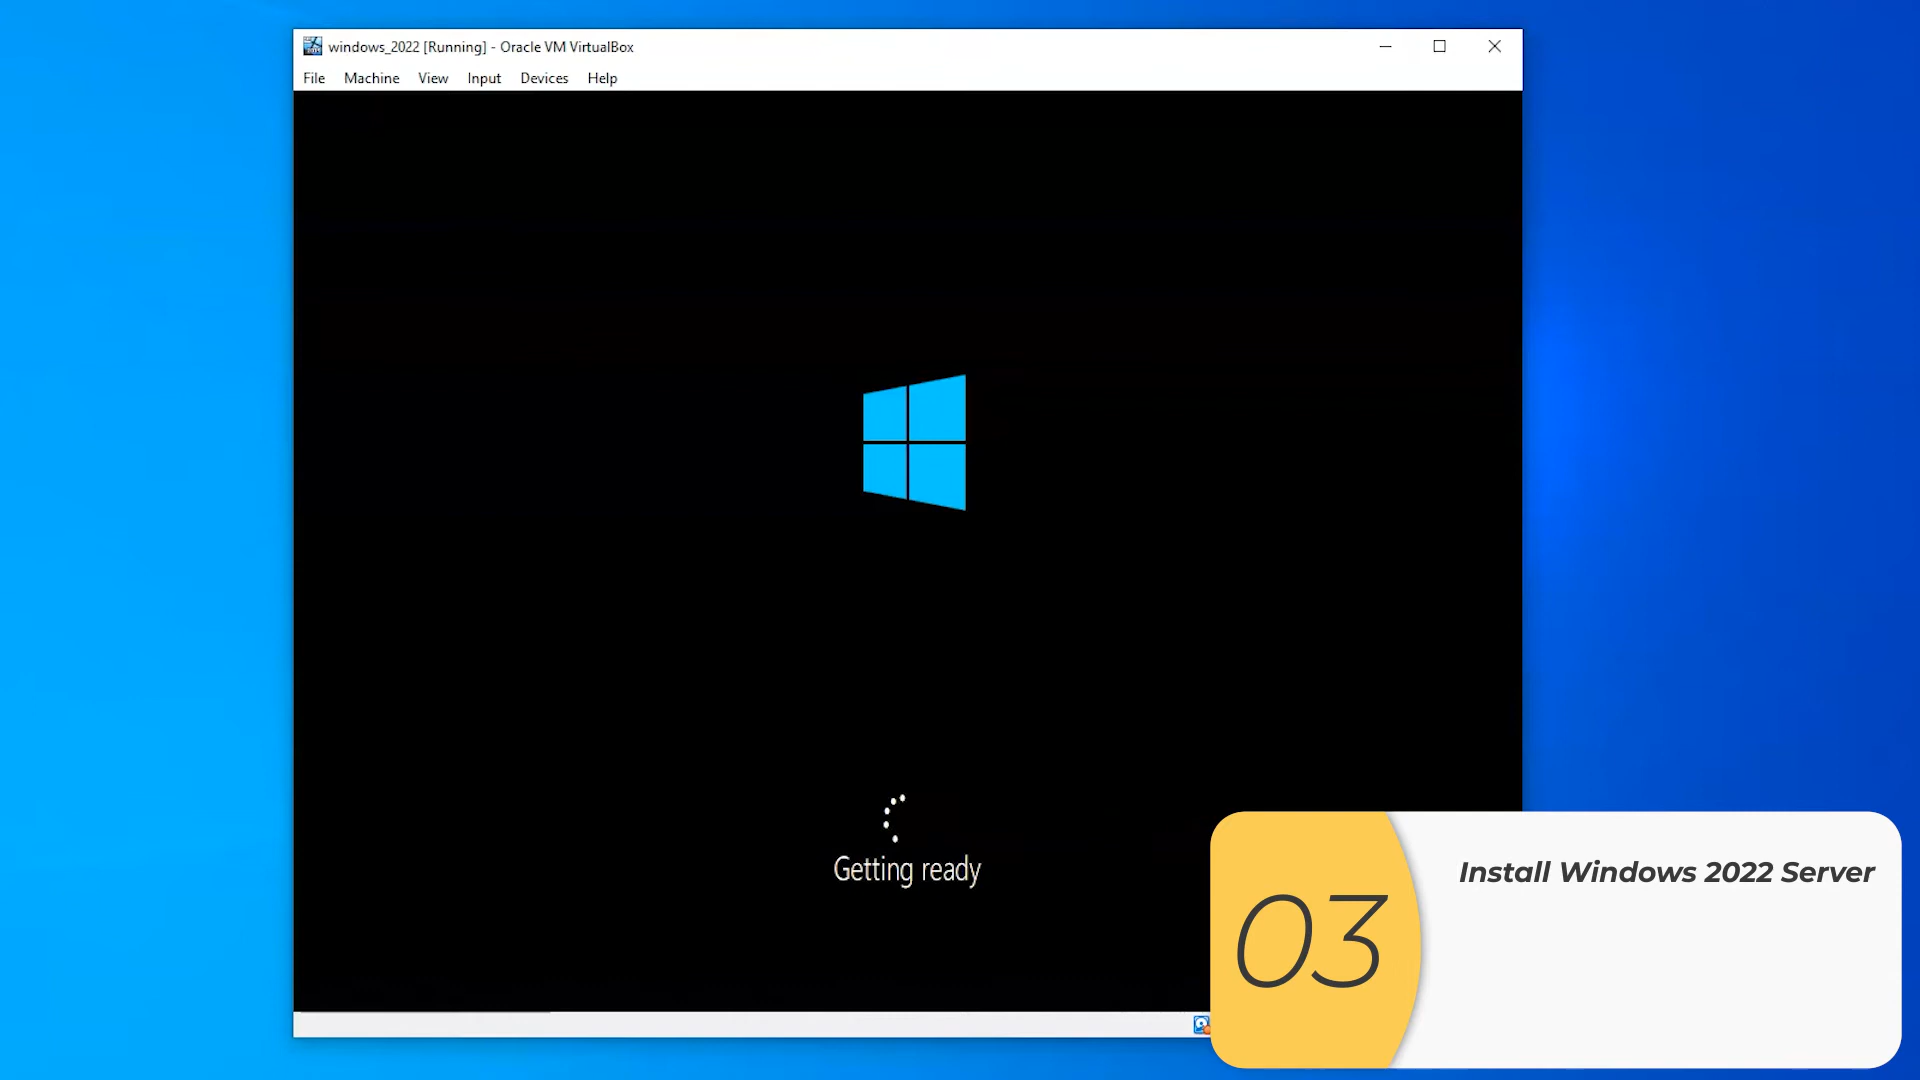 windows_2022 [Running] - Oracle VM VirtualBox
File Machine View Input Devices Help
Getting ready
03
Install Windows 2022 Server